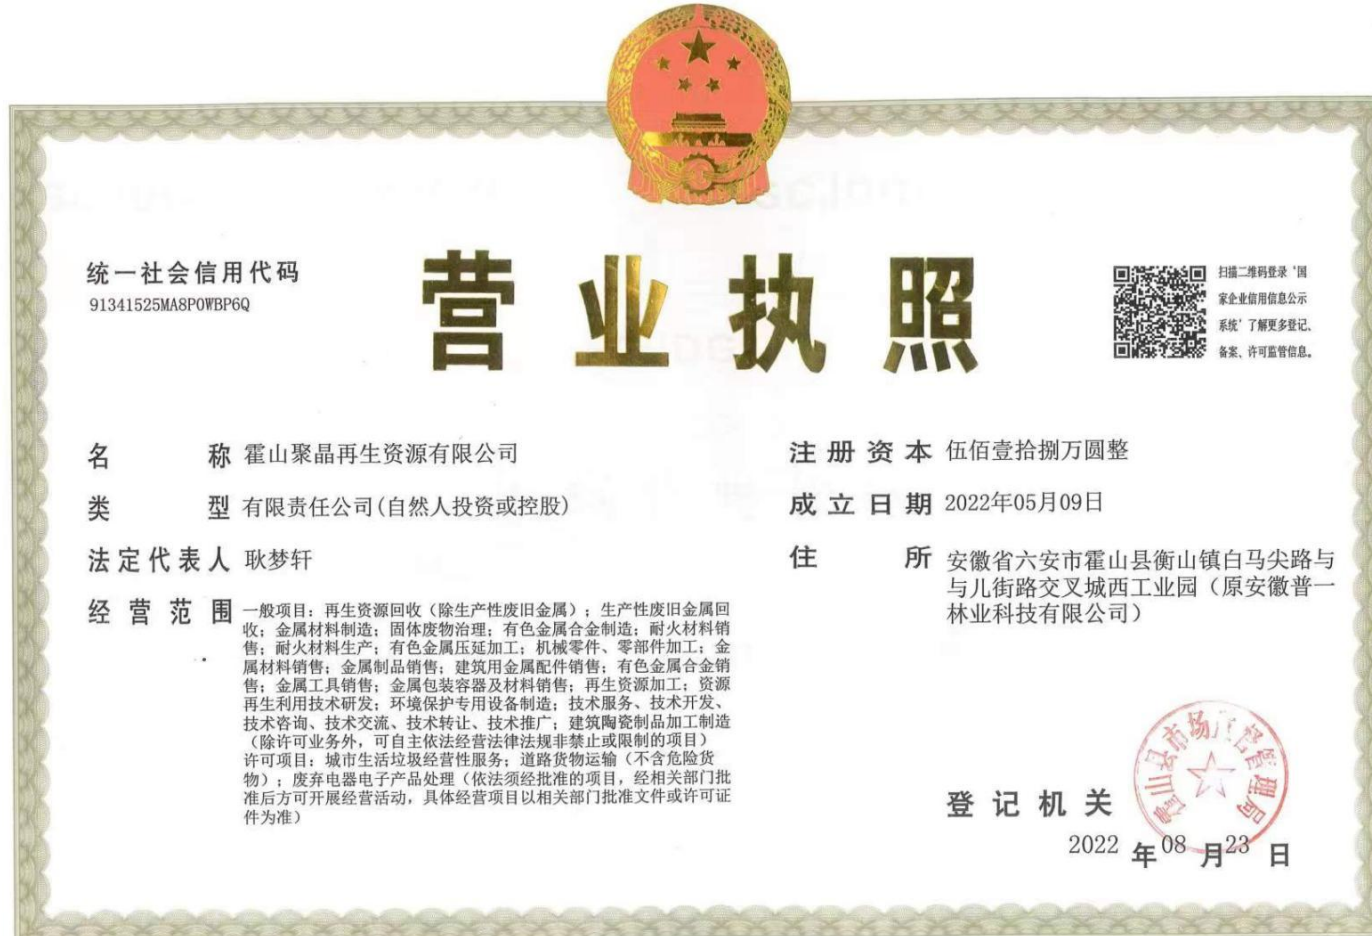 营业执照
统一社会信用代码
91341525MA8P0WBP6Q
扫描二维码登录‘国
家企业信用信息公示
系统’了解更多登记、
备案、许可监管信息。
名称 霍山聚晶再生资源有限公司
类型 有限责任公司(自然人投资或控股)
法定代表人 耿梦轩
经营范围 一般项目：再生资源回收（除生产性废旧金属）；生产性废旧金属回
收；金属材料制造；固体废物治理；有色金属合金制造；耐火材料销
售；耐火材料生产；有色金属压延加工；机械零件、零部件加工；金
属材料销售；金属制品销售；建筑用金属配件销售；有色金属合金销
售；金属工具销售；金属包装容器及材料销售；再生资源加工；资源
再生利用技术研发；环境保护专用设备制造；技术服务、技术开发、
技术咨询、技术交流、技术转让、技术推广；建筑陶瓷制品加工制造
（除许可业务外，可自主依法经营法律法规非禁止或限制的项目）
许可项目：城市生活垃圾经营性服务；道路货物运输（不含危险货
物）；废弃电器电子产品处理（依法须经批准的项目，经相关部门批
准后方可开展经营活动，具体经营项目以相关部门批准文件或许可证
件为准）
注册资本 伍佰壹拾捌万圆整
成立日期 2022年05月09日
住所 安徽省六安市霍山县衡山镇白马尖路与
与儿街路交叉城西工业园（原安徽普一
林业科技有限公司）
登记机关
霍山县市场监督管理局
2022年08月23日